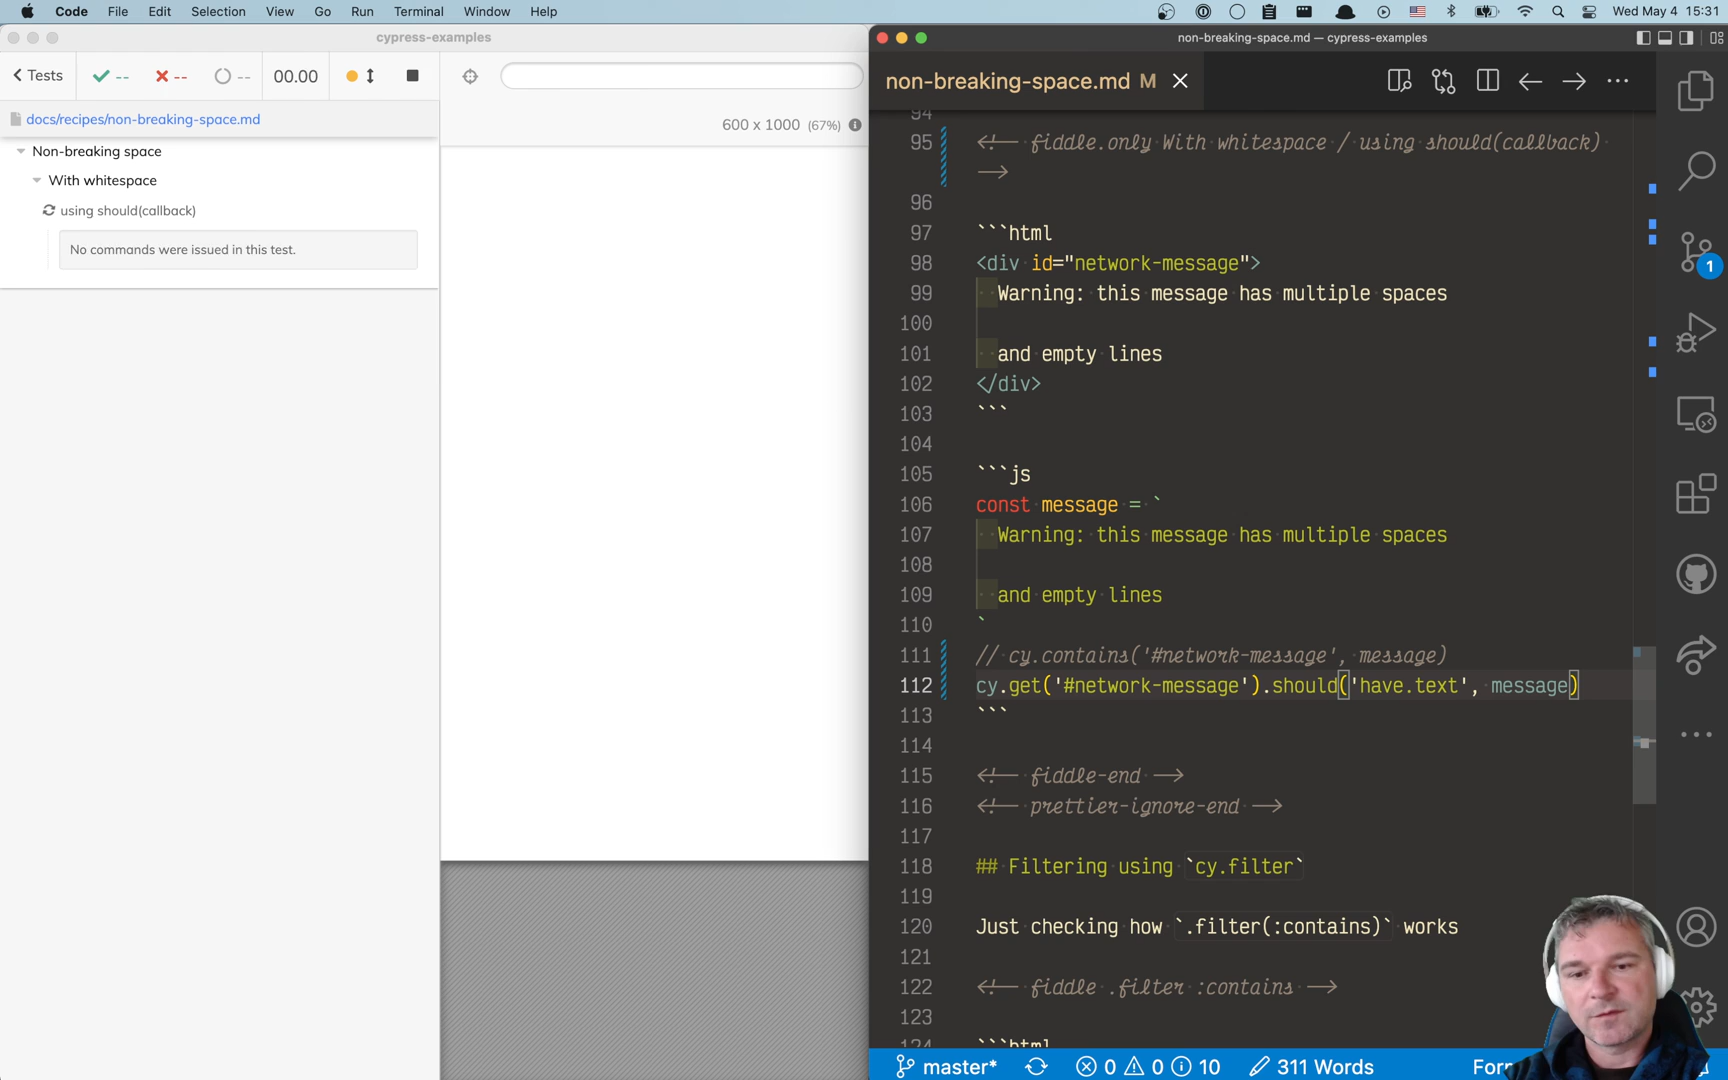 Code File Edit Selection View Go Run Terminal Window Help Wed May 4 15:31
cypress-examples
Tests -- -- -- 00.00
600 x 1000 (67%)
docs/recipes/non-breaking-space.md
Non-breaking space
With whitespace
using should(callback)
No commands were issued in this test.
non-breaking-space.md — cypress-examples
non-breaking-space.md M
94
95 <!-- fiddle.only With whitespace / using should(callback)
-->
96
97 ```html
98 <div id="network-message">
99 Warning: this message has multiple spaces
100
101 and empty lines
102 </div>
103 ```
104
105 ```js
106 const message = `
107 Warning: this message has multiple spaces
108
109 and empty lines
110 `
111 // cy.contains('#network-message', message)
112 cy.get('#network-message').should('have.text', message)
113 ```
114
115 <!-- fiddle-end -->
116 <!-- prettier-ignore-end -->
117
118 ## Filtering using `cy.filter`
119
120 Just checking how `.filter(:contains)` works
121
122 <!-- fiddle .filter :contains -->
123
124 ```html
1
master* 0 0 10 311 Words